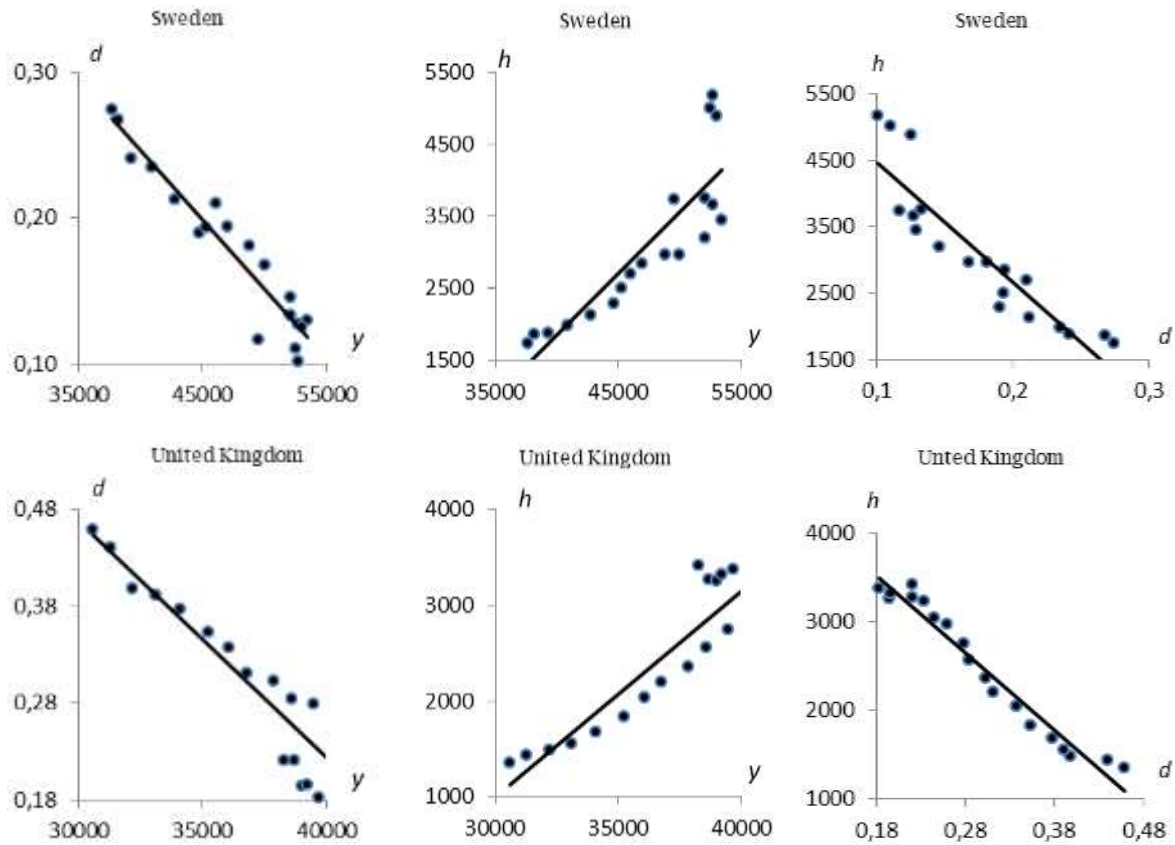 Sweden
d
0,30
0,20
0,10
35000 45000 55000
y
Sweden
h
5500
4500
3500
2500
1500
35000 45000 55000
y
Sweden
h
5500
4500
3500
2500
1500
0,1 0,2 0,3
d
United Kingdom
d
0,48
0,38
0,28
0,18
30000 35000 40000
y
United Kingdom
h
4000
3000
2000
1000
30000 35000 40000
y
Unted Kingdom
h
4000
3000
2000
1000
0,18 0,28 0,38 0,48
d